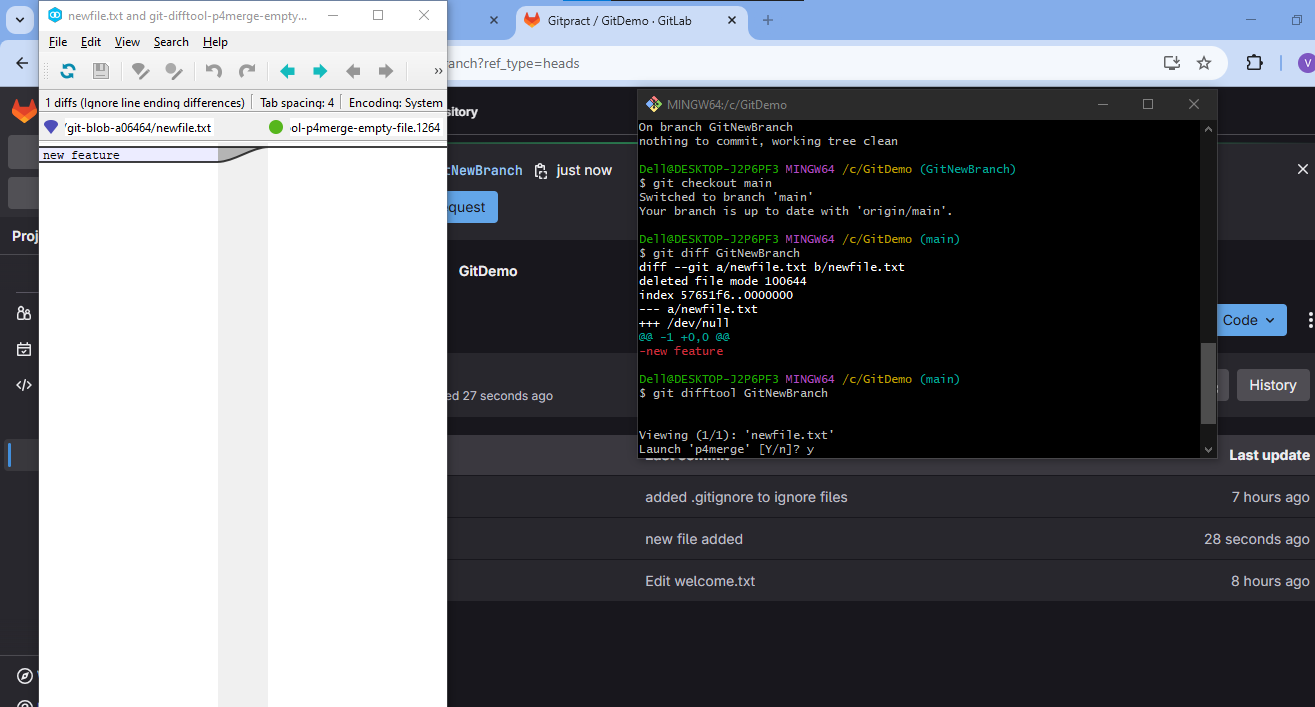 newfile.txt and git-difftool-p4merge-empty...
File Edit View Search Help
»
1 diffs (Ignore line ending differences) Tab spacing: 4 Encoding: System
/git-blob-a06464/newfile.txt
ol-p4merge-empty-file.1264
new feature
Gitpract / GitDemo · GitLab
ranch?ref_type=heads
V
sitory
tNewBranch just now
quest
Proj
GitDemo
Code
ed 27 seconds ago
History
Last commit
Last update
added .gitignore to ignore files
7 hours ago
new file added
28 seconds ago
Edit welcome.txt
8 hours ago
MINGW64:/c/GitDemo
On branch GitNewBranch
nothing to commit, working tree clean
Dell@DESKTOP-J2P6PF3 MINGW64 /c/GitDemo (GitNewBranch)
$ git checkout main
Switched to branch 'main'
Your branch is up to date with 'origin/main'.
Dell@DESKTOP-J2P6PF3 MINGW64 /c/GitDemo (main)
$ git diff GitNewBranch
diff --git a/newfile.txt b/newfile.txt
deleted file mode 100644
index 57651f6..0000000
--- a/newfile.txt
+++ /dev/null
@@ -1 +0,0 @@
-new feature
Dell@DESKTOP-J2P6PF3 MINGW64 /c/GitDemo (main)
$ git difftool GitNewBranch
Viewing (1/1): 'newfile.txt'
Launch 'p4merge' [Y/n]? y